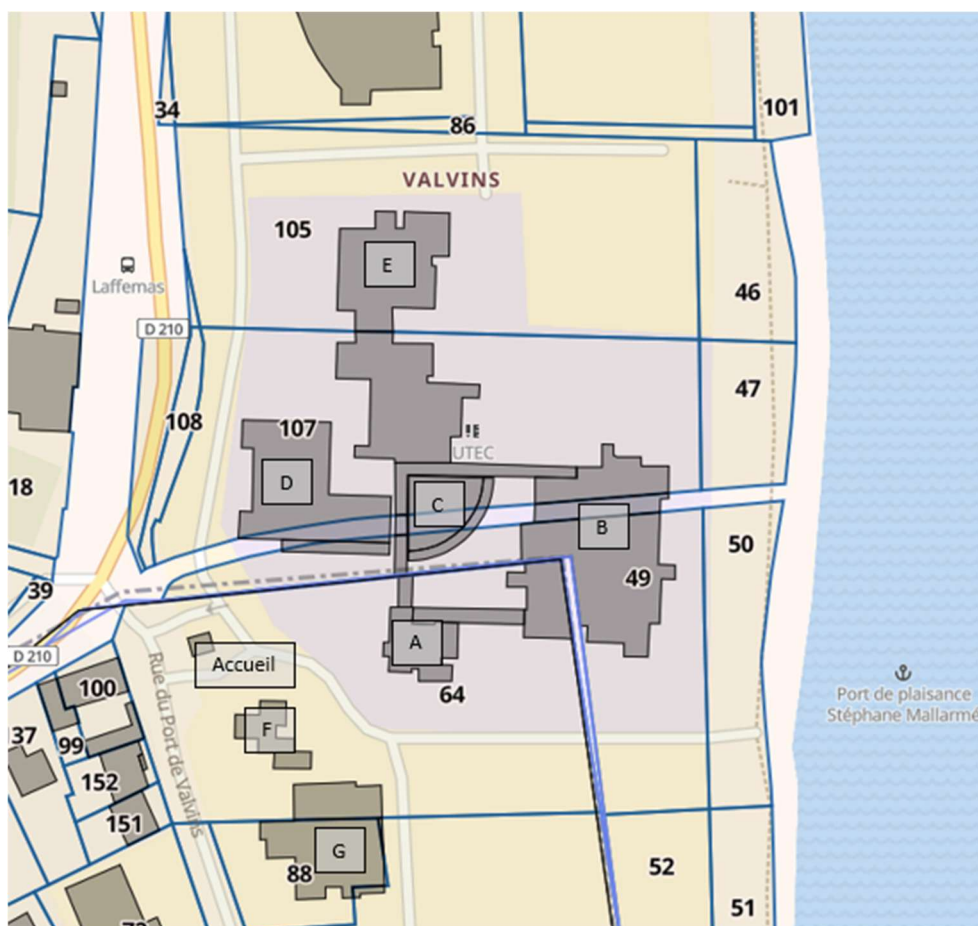 34
101
86
VALVINS
105
E
Laffemas
46
D 210
47
107
108
UTEC
18
D
C
B
50
39
49
A
D 210
Accueil
64
100
Port de plaisance
Stéphane Mallarmé
37
99
F
152
Rue du Port de Valvins
151
G
88
52
51